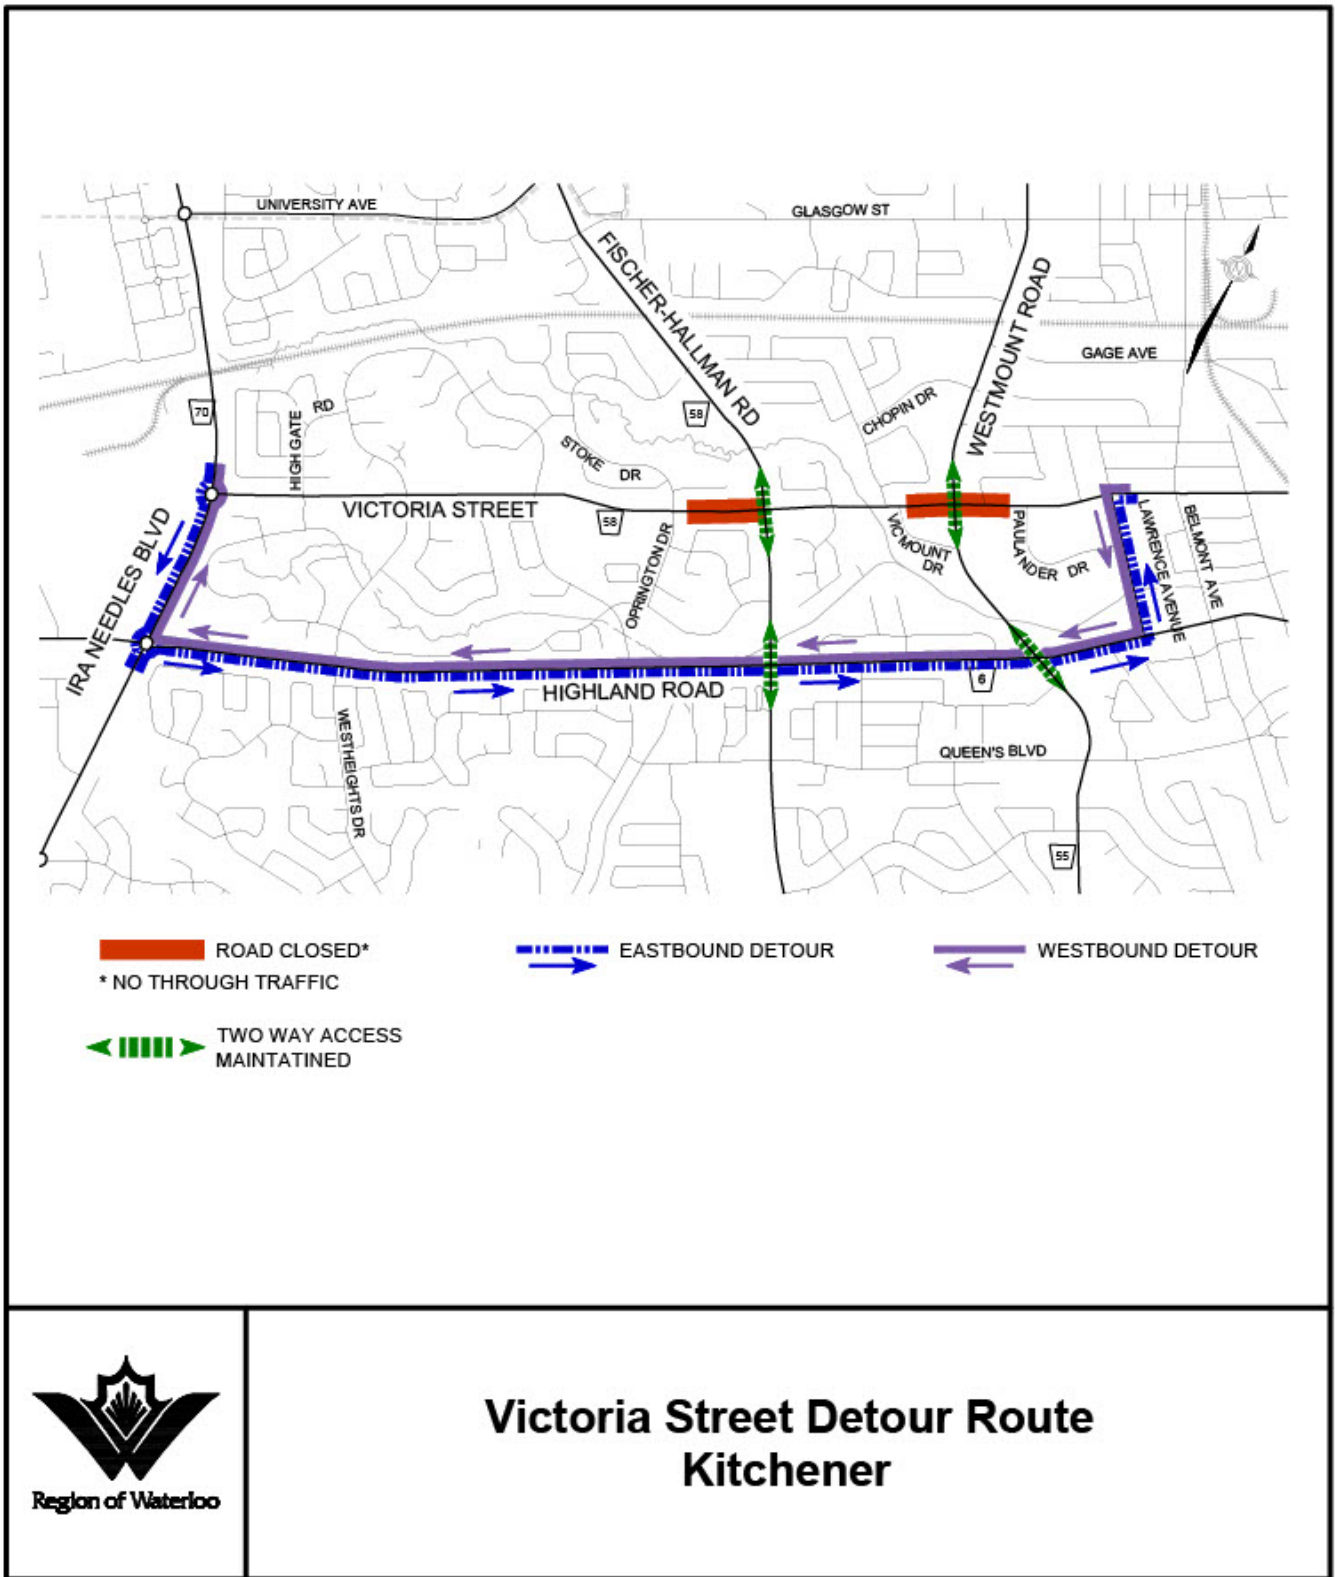 UNIVERSITY AVE
GLASGOW ST
FISCHER-HALLMAN RD
WESTMOUNT ROAD
GAGE AVE
70
HIGH GATE
RD
58
CHOPIN DR
STOKE DR
VICTORIA STREET
58
OPRINGTON DR
VICMOUNT
DR
PAULANDER DR
LAWRENCE AVENUE
BELMONT AVE
IRA NEEDLES BLVD
HIGHLAND ROAD
6
WESTHEIGHTS DR
QUEEN'S BLVD
55
ROAD CLOSED*
* NO THROUGH TRAFFIC
EASTBOUND DETOUR
WESTBOUND DETOUR
TWO WAY ACCESS
MAINTATINED
Region of Waterloo
Victoria Street Detour Route
Kitchener